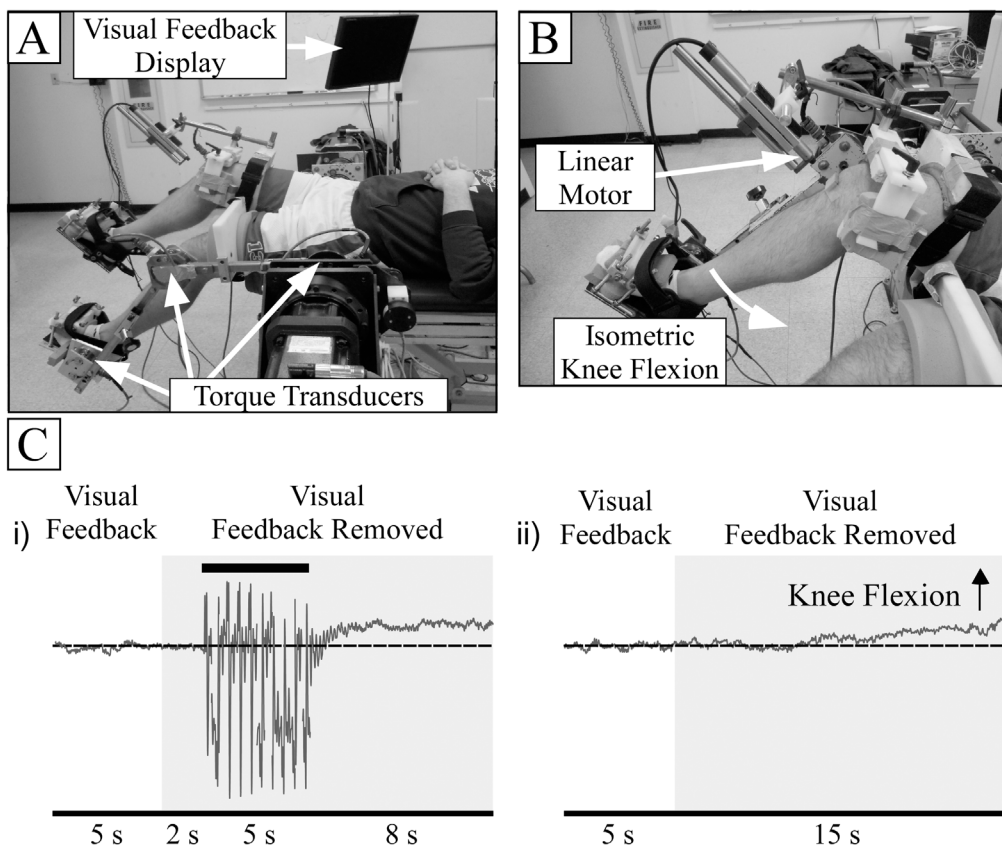 A
Visual Feedback
Display
Torque Transducers
B
Linear
Motor
Isometric
Knee Flexion
C
i)
Visual
Feedback
Visual
Feedback Removed
5 s
2 s
5 s
8 s
ii)
Visual
Feedback
Visual
Feedback Removed
Knee Flexion
5 s
15 s